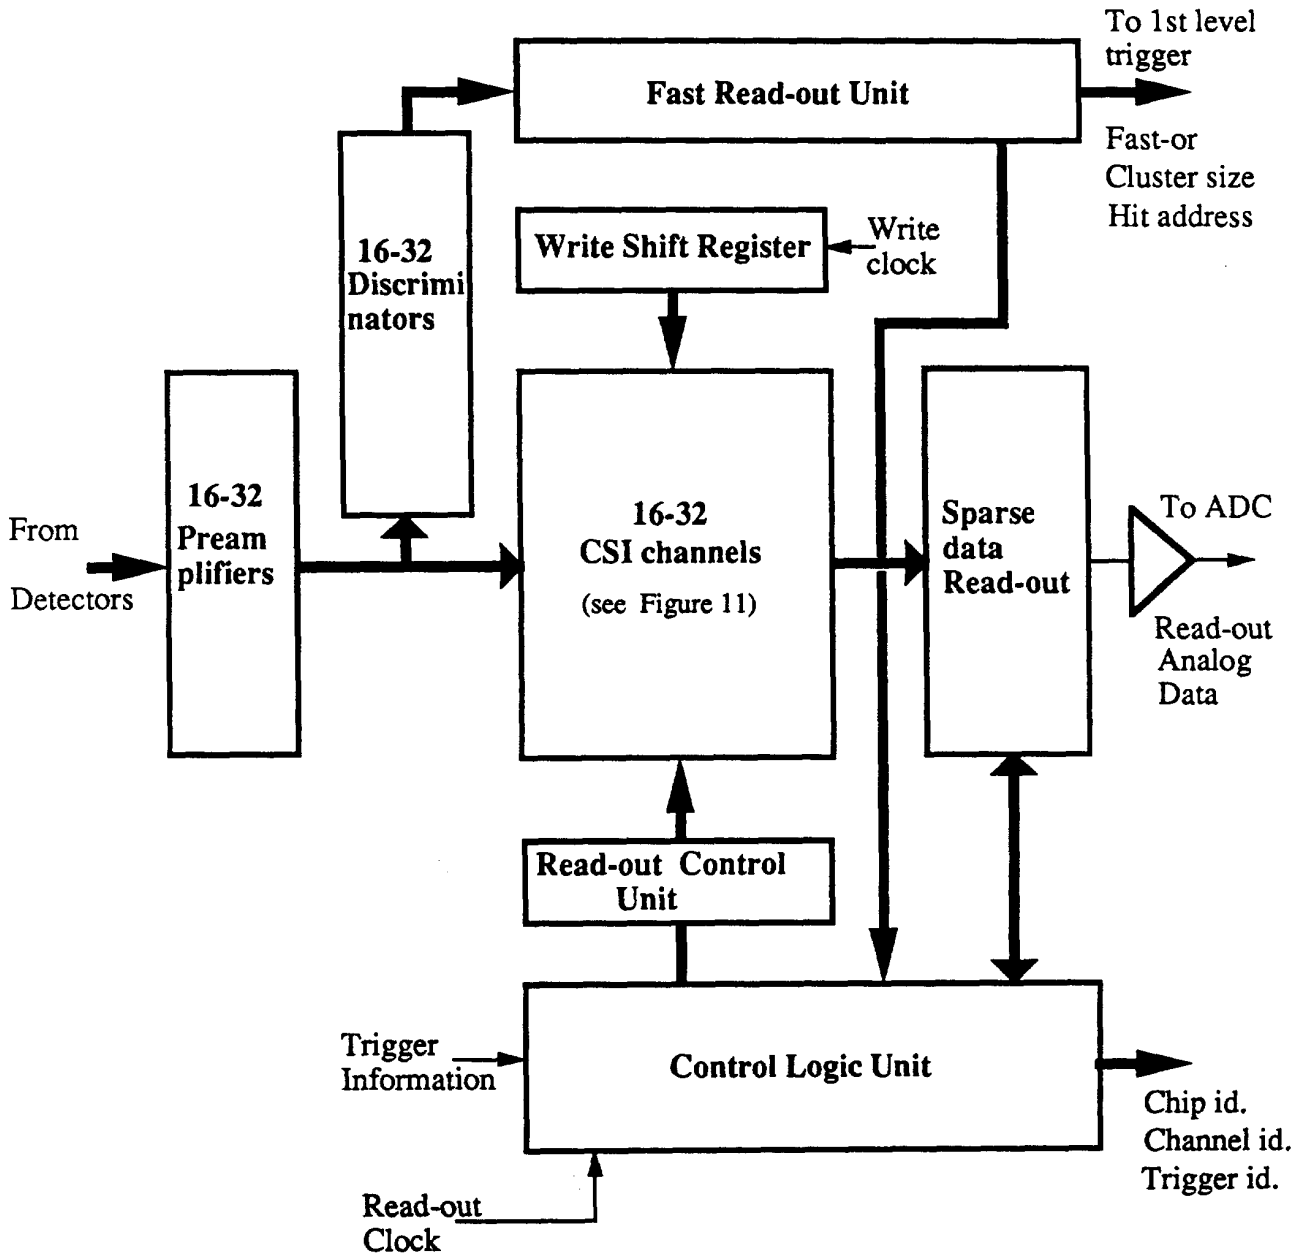 To 1st level
trigger
Fast Read-out Unit
Fast-or
Cluster size
Hit address
16-32
Discrimi
nators
Write Shift Register
Write
clock
16-32
Pream
plifiers
From
Detectors
16-32
CSI channels
(see Figure 11)
Sparse
data
Read-out
To ADC
Read-out
Analog
Data
Read-out Control
Unit
Trigger
Information
Control Logic Unit
Chip id.
Channel id.
Trigger id.
Read-out
Clock